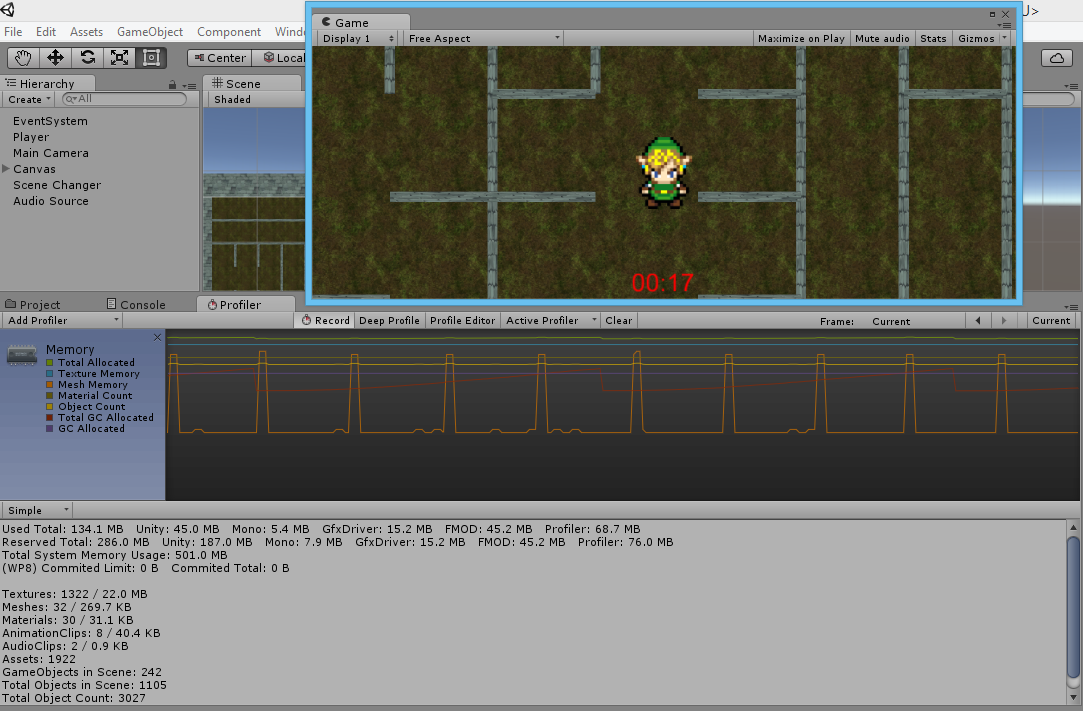 U>
File Edit Assets GameObject Component Windo
Game
Display 1 Free Aspect Maximize on Play Mute audio Stats Gizmos
Center Local
Hierarchy
Scene
Create All
Shaded
EventSystem
Player
Main Camera
Canvas
Scene Changer
Audio Source
00:17
Project Console Profiler
Add Profiler Record Deep Profile Profile Editor Active Profiler Clear Frame: Current Current
Memory
Total Allocated
Texture Memory
Mesh Memory
Material Count
Object Count
Total GC Allocated
GC Allocated
Simple
Used Total: 134.1 MB Unity: 45.0 MB Mono: 5.4 MB GfxDriver: 15.2 MB FMOD: 45.2 MB Profiler: 68.7 MB
Reserved Total: 286.0 MB Unity: 187.0 MB Mono: 7.9 MB GfxDriver: 15.2 MB FMOD: 45.2 MB Profiler: 76.0 MB
Total System Memory Usage: 501.0 MB
(WP8) Commited Limit: 0 B Commited Total: 0 B
Textures: 1322 / 22.0 MB
Meshes: 32 / 269.7 KB
Materials: 30 / 31.1 KB
AnimationClips: 8 / 40.4 KB
AudioClips: 2 / 0.9 KB
Assets: 1922
GameObjects in Scene: 242
Total Objects in Scene: 1105
Total Object Count: 3027